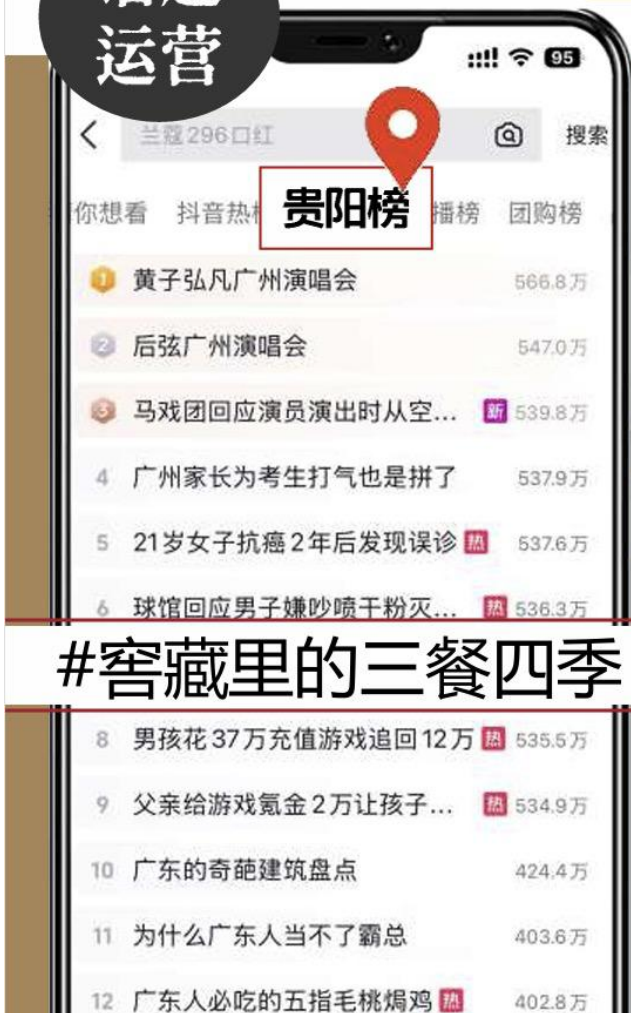 运营
95
兰蔻296口红
搜索
你想看
抖音热
贵阳榜
播榜
团购榜
1 黄子弘凡广州演唱会 566.8万
2 后弦广州演唱会 547.0万
3 马戏团回应演员演出时从空... 新 539.8万
4 广州家长为考生打气也是拼了 537.9万
5 21岁女子抗癌2年后发现误诊 热 537.6万
6 球馆回应男子嫌吵喷干粉灭... 热 536.3万
#窖藏里的三餐四季
8 男孩花37万充值游戏追回12万 热 535.5万
9 父亲给游戏氪金2万让孩子... 热 534.9万
10 广东的奇葩建筑盘点 424.4万
11 为什么广东人当不了霸总 403.6万
12 广东人必吃的五指毛桃焗鸡 热 402.8万